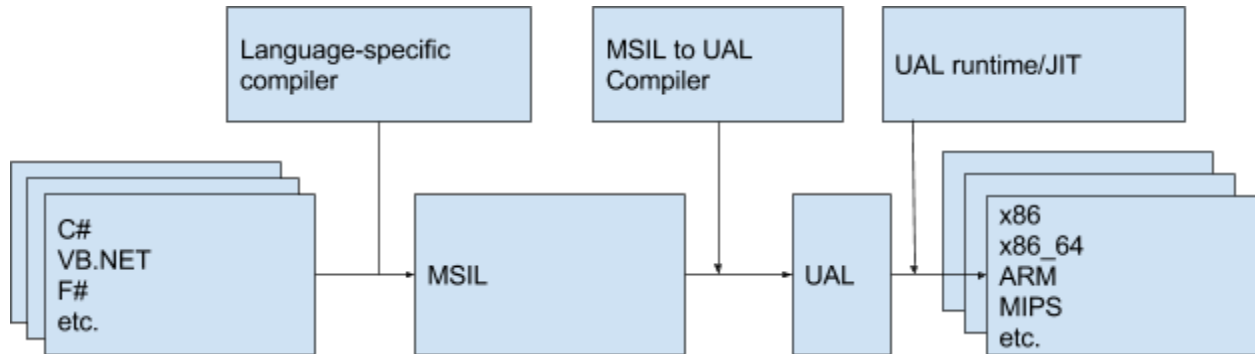 Language-specific
compiler
MSIL to UAL
Compiler
UAL runtime/JIT
C#
VB.NET
F#
etc.
MSIL
UAL
x86
x86_64
ARM
MIPS
etc.